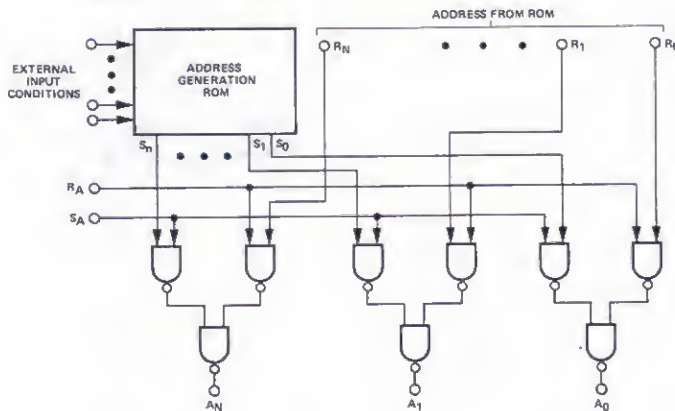 ADDRESS FROM ROM
EXTERNAL
INPUT
CONDITIONS
ADDRESS
GENERATION
ROM
RN
R1
Sn
S1
S0
RA
SA
AN
A1
A0